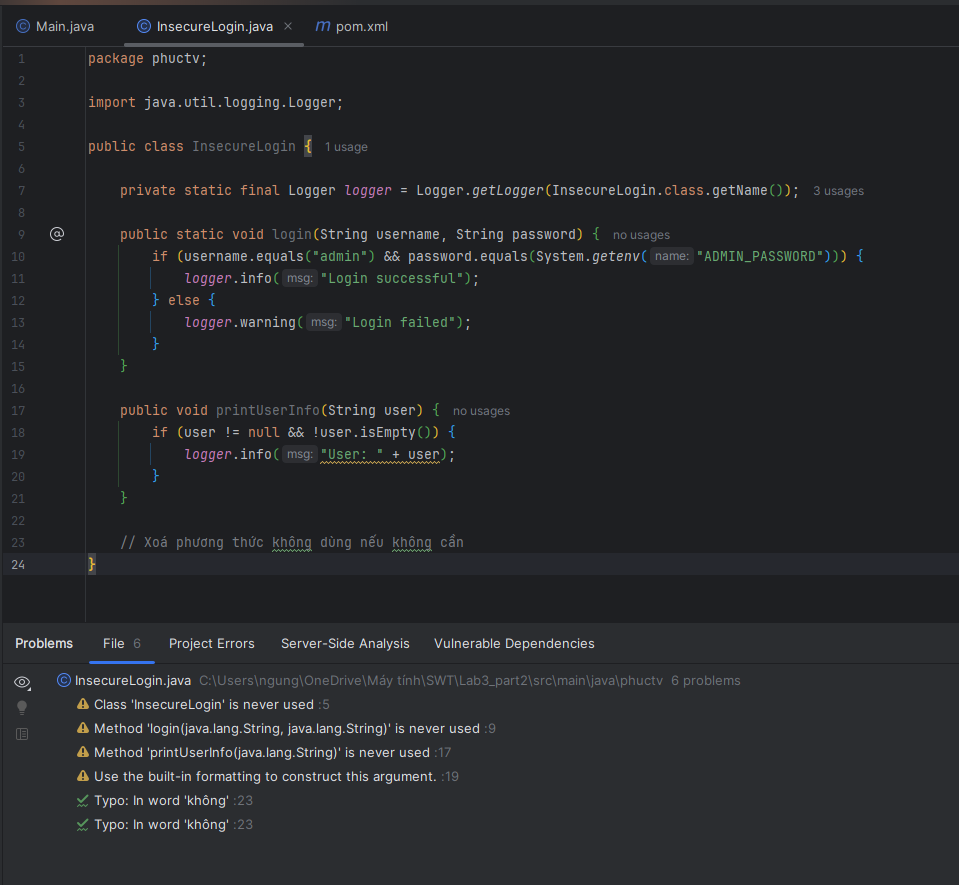 Main.java InsecureLogin.java × m pom.xml
1 package phuctv;
2
3 import java.util.logging.Logger;
4
5 public class InsecureLogin { 1 usage
6
7 private static final Logger logger = Logger.getLogger(InsecureLogin.class.getName()); 3 usages
8
9 @ public static void login(String username, String password) { no usages
10 if (username.equals("admin") && password.equals(System.getenv( name: "ADMIN_PASSWORD"))) {
11 logger.info( msg: "Login successful");
12 } else {
13 logger.warning( msg: "Login failed");
14 }
15 }
16
17 public void printUserInfo(String user) { no usages
18 if (user != null && !user.isEmpty()) {
19 logger.info( msg: "User: " + user);
20 }
21 }
22
23 // Xoá phương thức không dùng nếu không cần
24 }
Problems File 6 Project Errors Server-Side Analysis Vulnerable Dependencies
InsecureLogin.java C:\Users\ngung\OneDrive\Máy tính\SWT\Lab3_part2\src\main\java\phuctv 6 problems
Class 'InsecureLogin' is never used :5
Method 'login(java.lang.String, java.lang.String)' is never used :9
Method 'printUserInfo(java.lang.String)' is never used :17
Use the built-in formatting to construct this argument. :19
Typo: In word 'không' :23
Typo: In word 'không' :23